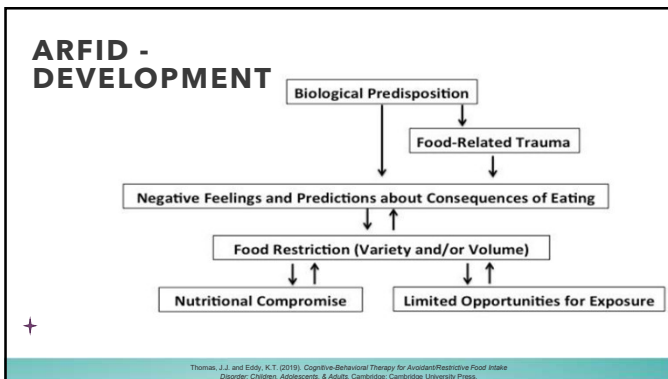 ARFID -
DEVELOPMENT
Biological Predisposition
Food-Related Trauma
Negative Feelings and Predictions about Consequences of Eating
Food Restriction (Variety and/or Volume)
Nutritional Compromise
Limited Opportunities for Exposure
Thomas, J.J. and Eddy, K.T. (2019). Cognitive-Behavioral Therapy for Avoidant/Restrictive Food Intake
Disorder: Children, Adolescents, & Adults. Cambridge: Cambridge University Press.